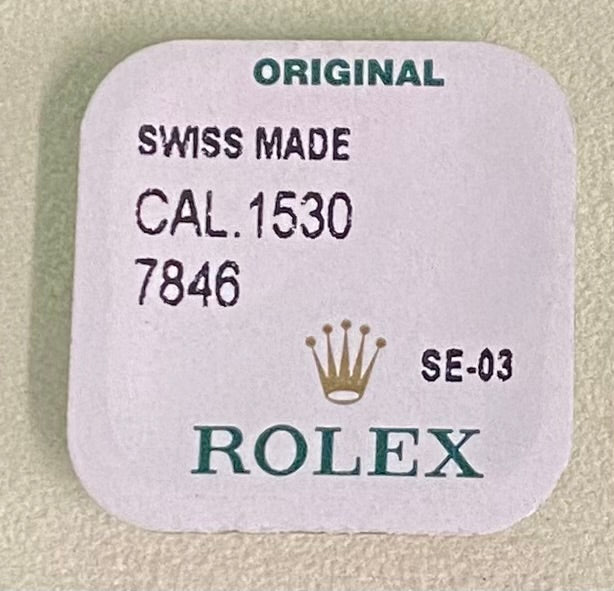 ORIGINAL
SWISS MADE
CAL.1530
7846
SE-03
ROLEX